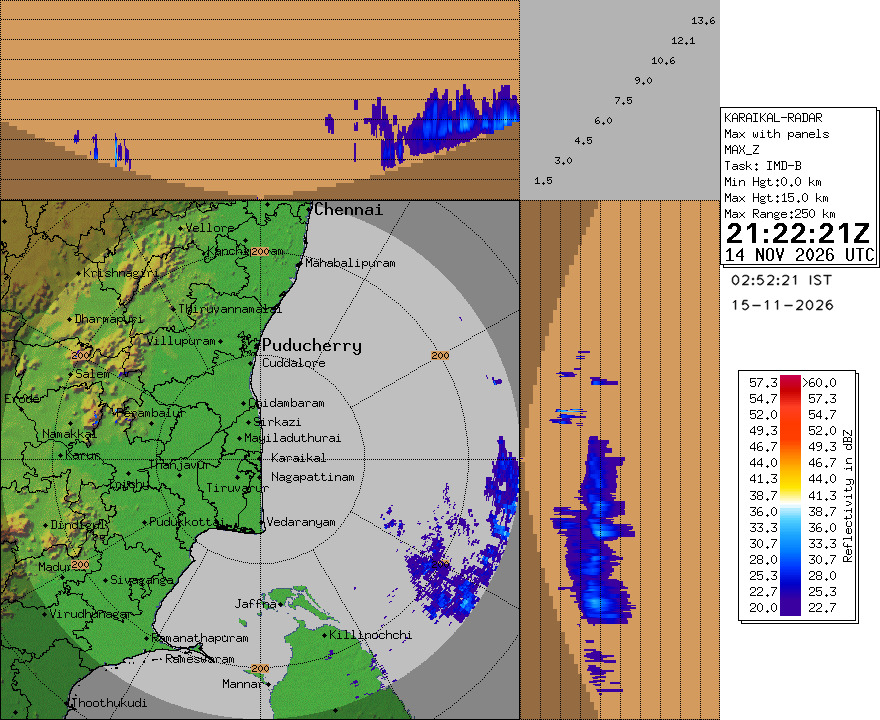 13.6
12.1
10.6
9.0
7.5
6.0
4.5
3.0
1.5
KARAIKAL-RADAR
Max with panels
MAX_Z
Task: IMD-B
Min Hgt:0.0 km
Max Hgt:15.0 km
Max Range:250 km
21:22:21Z
14 NOV 2026 UTC
02:52:21 IST
15-11-2026
57.3 >60.0
54.7 57.3
52.0 54.7
49.3 52.0
46.7 49.3
44.0 46.7
41.3 44.0
38.7 41.3
36.0 38.7
33.3 36.0
30.7 33.3
28.0 30.7
25.3 28.0
22.7 25.3
20.0 22.7
Reflectivity in dBZ
Chennai
Vellore
200
Mahabalipuram
Krishnagiri
Thiruvannamalai
Dharmapuri
Villupuram
Puducherry
200
200
Cuddalore
Salem
Erode
Chidambaram
Perambalur
Sirkazi
Namakkal
Mayiladuthurai
Karur
Karaikal
Thanjavur
Nagapattinam
Tiruvarur
Dindigul
Pudukkottai
Vedaranyam
200
Sivaganga
Jaffna
Virudhunagar
Ramanathapuram
Killinochchi
Rameswaram
200
Mannar
Thoothukudi